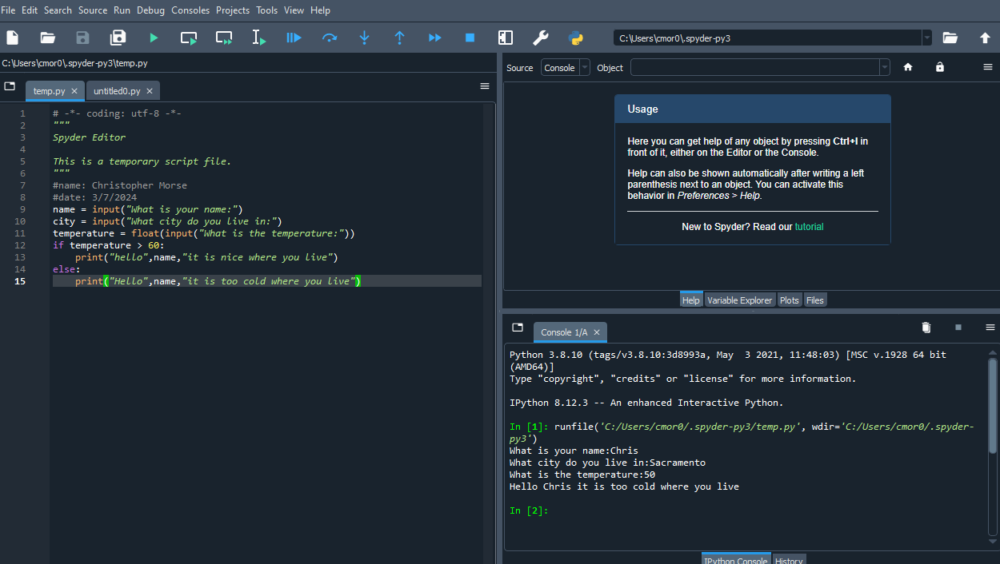 File Edit Search Source Run Debug Consoles Projects Tools View Help
C:\Users\cmor0\.spyder-py3
C:\Users\cmor0\.spyder-py3\temp.py
temp.py
untitled0.py
1 # -*- coding: utf-8 -*-
2 """
3 Spyder Editor
4
5 This is a temporary script file.
6 """
7 #name: Christopher Morse
8 #date: 3/7/2024
9 name = input("What is your name:")
10 city = input("What city do you live in:")
11 temperature = float(input("What is the temperature:"))
12 if temperature > 60:
13     print("hello",name,"it is nice where you live")
14 else:
15     print("Hello",name,"it is too cold where you live")
Source Console Object
Usage
Here you can get help of any object by pressing Ctrl+I in
front of it, either on the Editor or the Console.
Help can also be shown automatically after writing a left
parenthesis next to an object. You can activate this
behavior in Preferences > Help.
New to Spyder? Read our tutorial
Help Variable Explorer Plots Files
Console 1/A
Python 3.8.10 (tags/v3.8.10:3d8993a, May  3 2021, 11:48:03) [MSC v.1928 64 bit
(AMD64)]
Type "copyright", "credits" or "license" for more information.
IPython 8.12.3 -- An enhanced Interactive Python.
In [1]: runfile('C:/Users/cmor0/.spyder-py3/temp.py', wdir='C:/Users/cmor0/.spyder-
py3')
What is your name:Chris
What city do you live in:Sacramento
What is the temperature:50
Hello Chris it is too cold where you live
In [2]:
IPython Console History